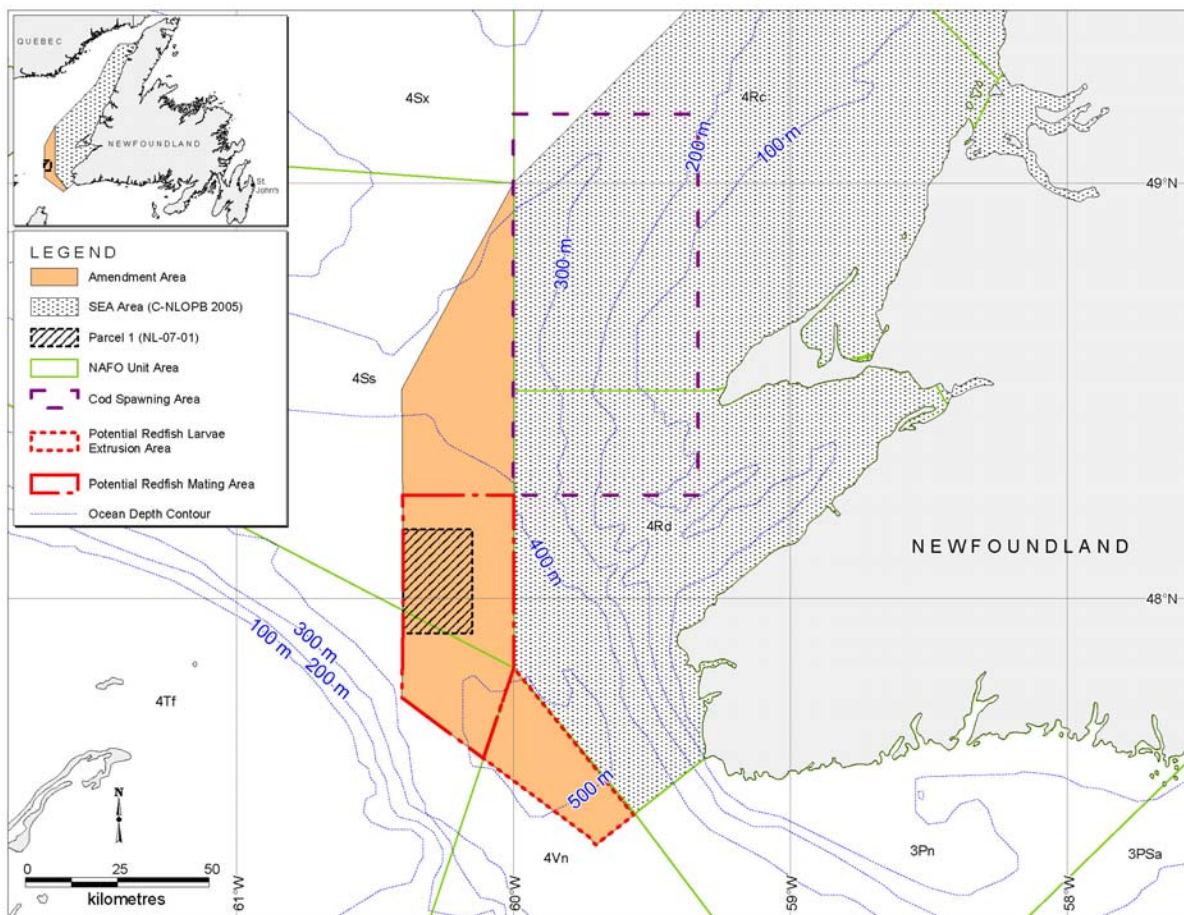 QUEBEC
NEWFOUNDLAND
St.
John's
LEGEND
Amendment Area
SEA Area (C-NLOPB 2005)
Parcel 1 (NL-07-01)
NAFO Unit Area
Cod Spawning Area
Potential Redfish Larvae
Extrusion Area
Potential Redfish Mating Area
Ocean Depth Contour
4Sx
4Rc
200 m
100 m
49°N
300 m
4Ss
4Rd
NEWFOUNDLAND
400 m
48°N
300 m
100 m
200 m
4Tf
500 m
4Vn
3Pn
3PSa
N
0 25 50
kilometres
61°W
60°W
59°W
58°W